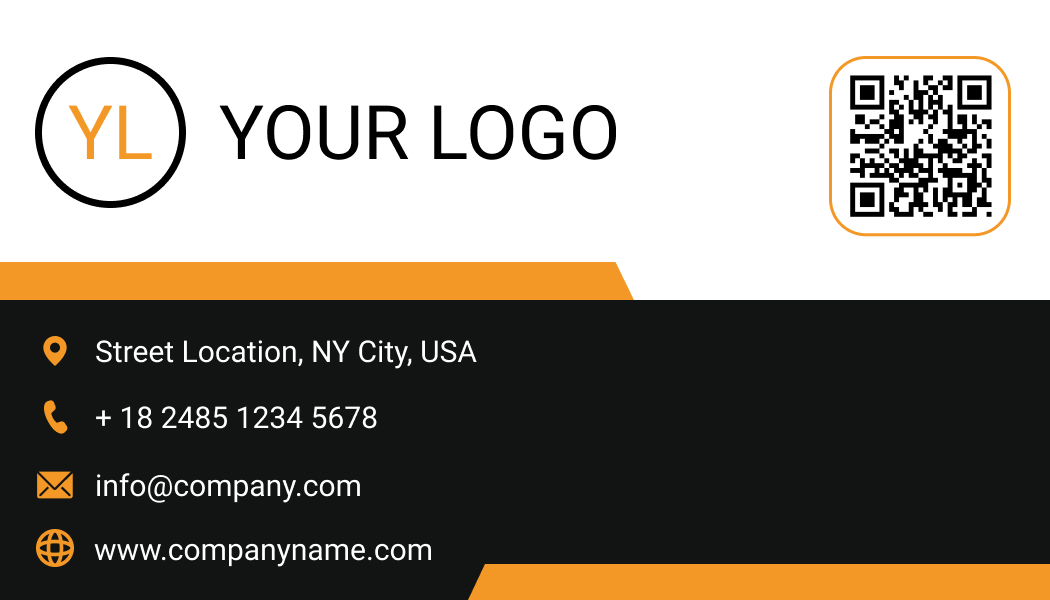 YL YOUR LOGO
Street Location, NY City, USA
+ 18 2485 1234 5678
info@company.com
www.companyname.com